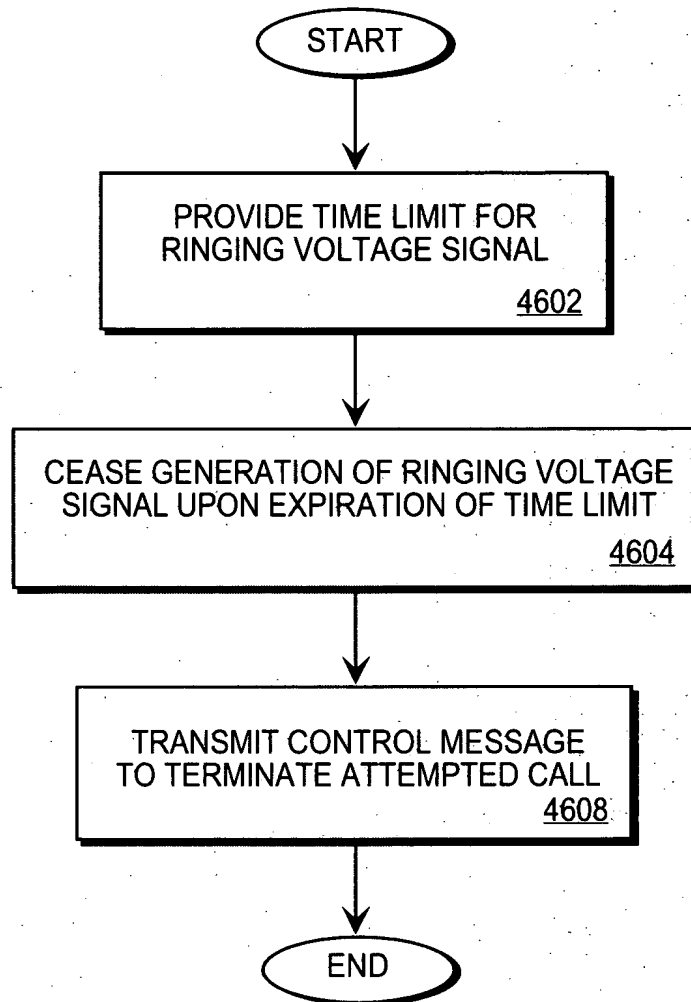 START
PROVIDE TIME LIMIT FOR
RINGING VOLTAGE SIGNAL
4602
CEASE GENERATION OF RINGING VOLTAGE
SIGNAL UPON EXPIRATION OF TIME LIMIT
4604
TRANSMIT CONTROL MESSAGE
TO TERMINATE ATTEMPTED CALL
4608
END